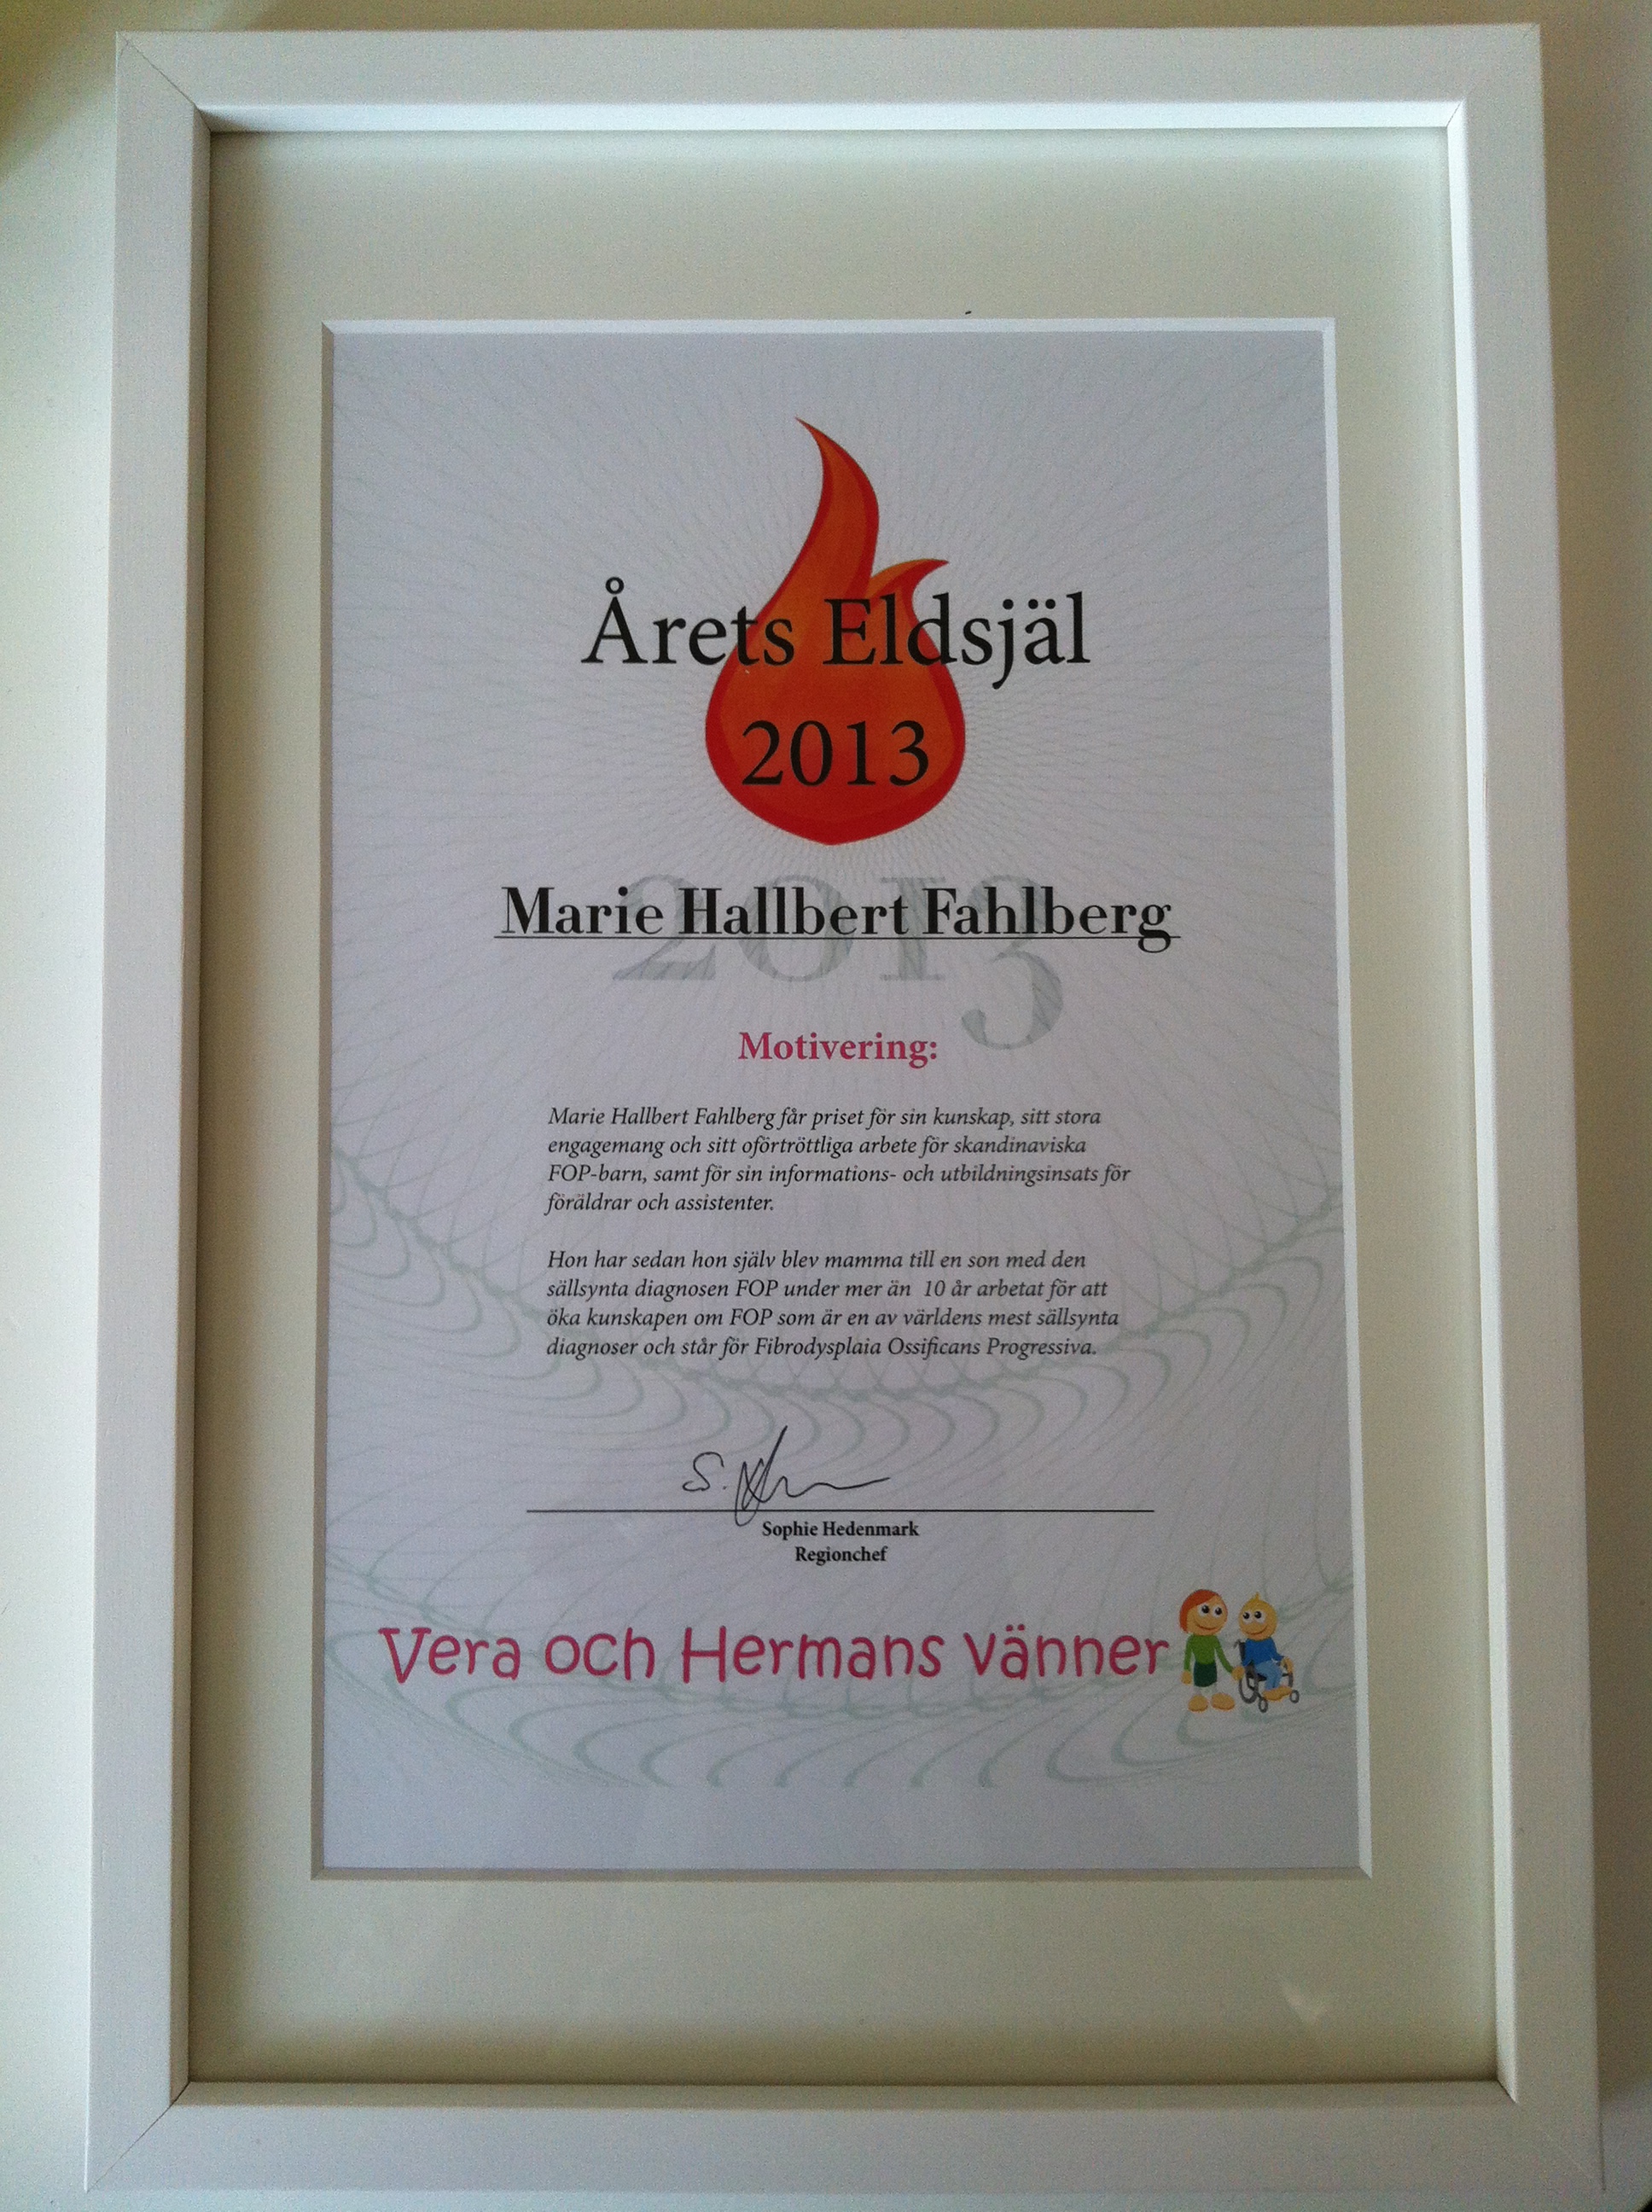 Årets Eldsjäl
2013
2013
Marie Hallbert Fahlberg
Motivering:
Marie Hallbert Fahlberg får priset för sin kunskap, sitt stora
engagemang och sitt oförtröttliga arbete för skandinaviska
FOP-barn, samt för sin informations- och utbildningsinsats för
föräldrar och assistenter.
Hon har sedan hon själv blev mamma till en son med den
sällsynta diagnosen FOP under mer än 10 år arbetat för att
öka kunskapen om FOP som är en av världens mest sällsynta
diagnoser och står för Fibrodysplaia Ossificans Progressiva.
Sophie Hedenmark
Regionchef
Vera och Hermans vänner